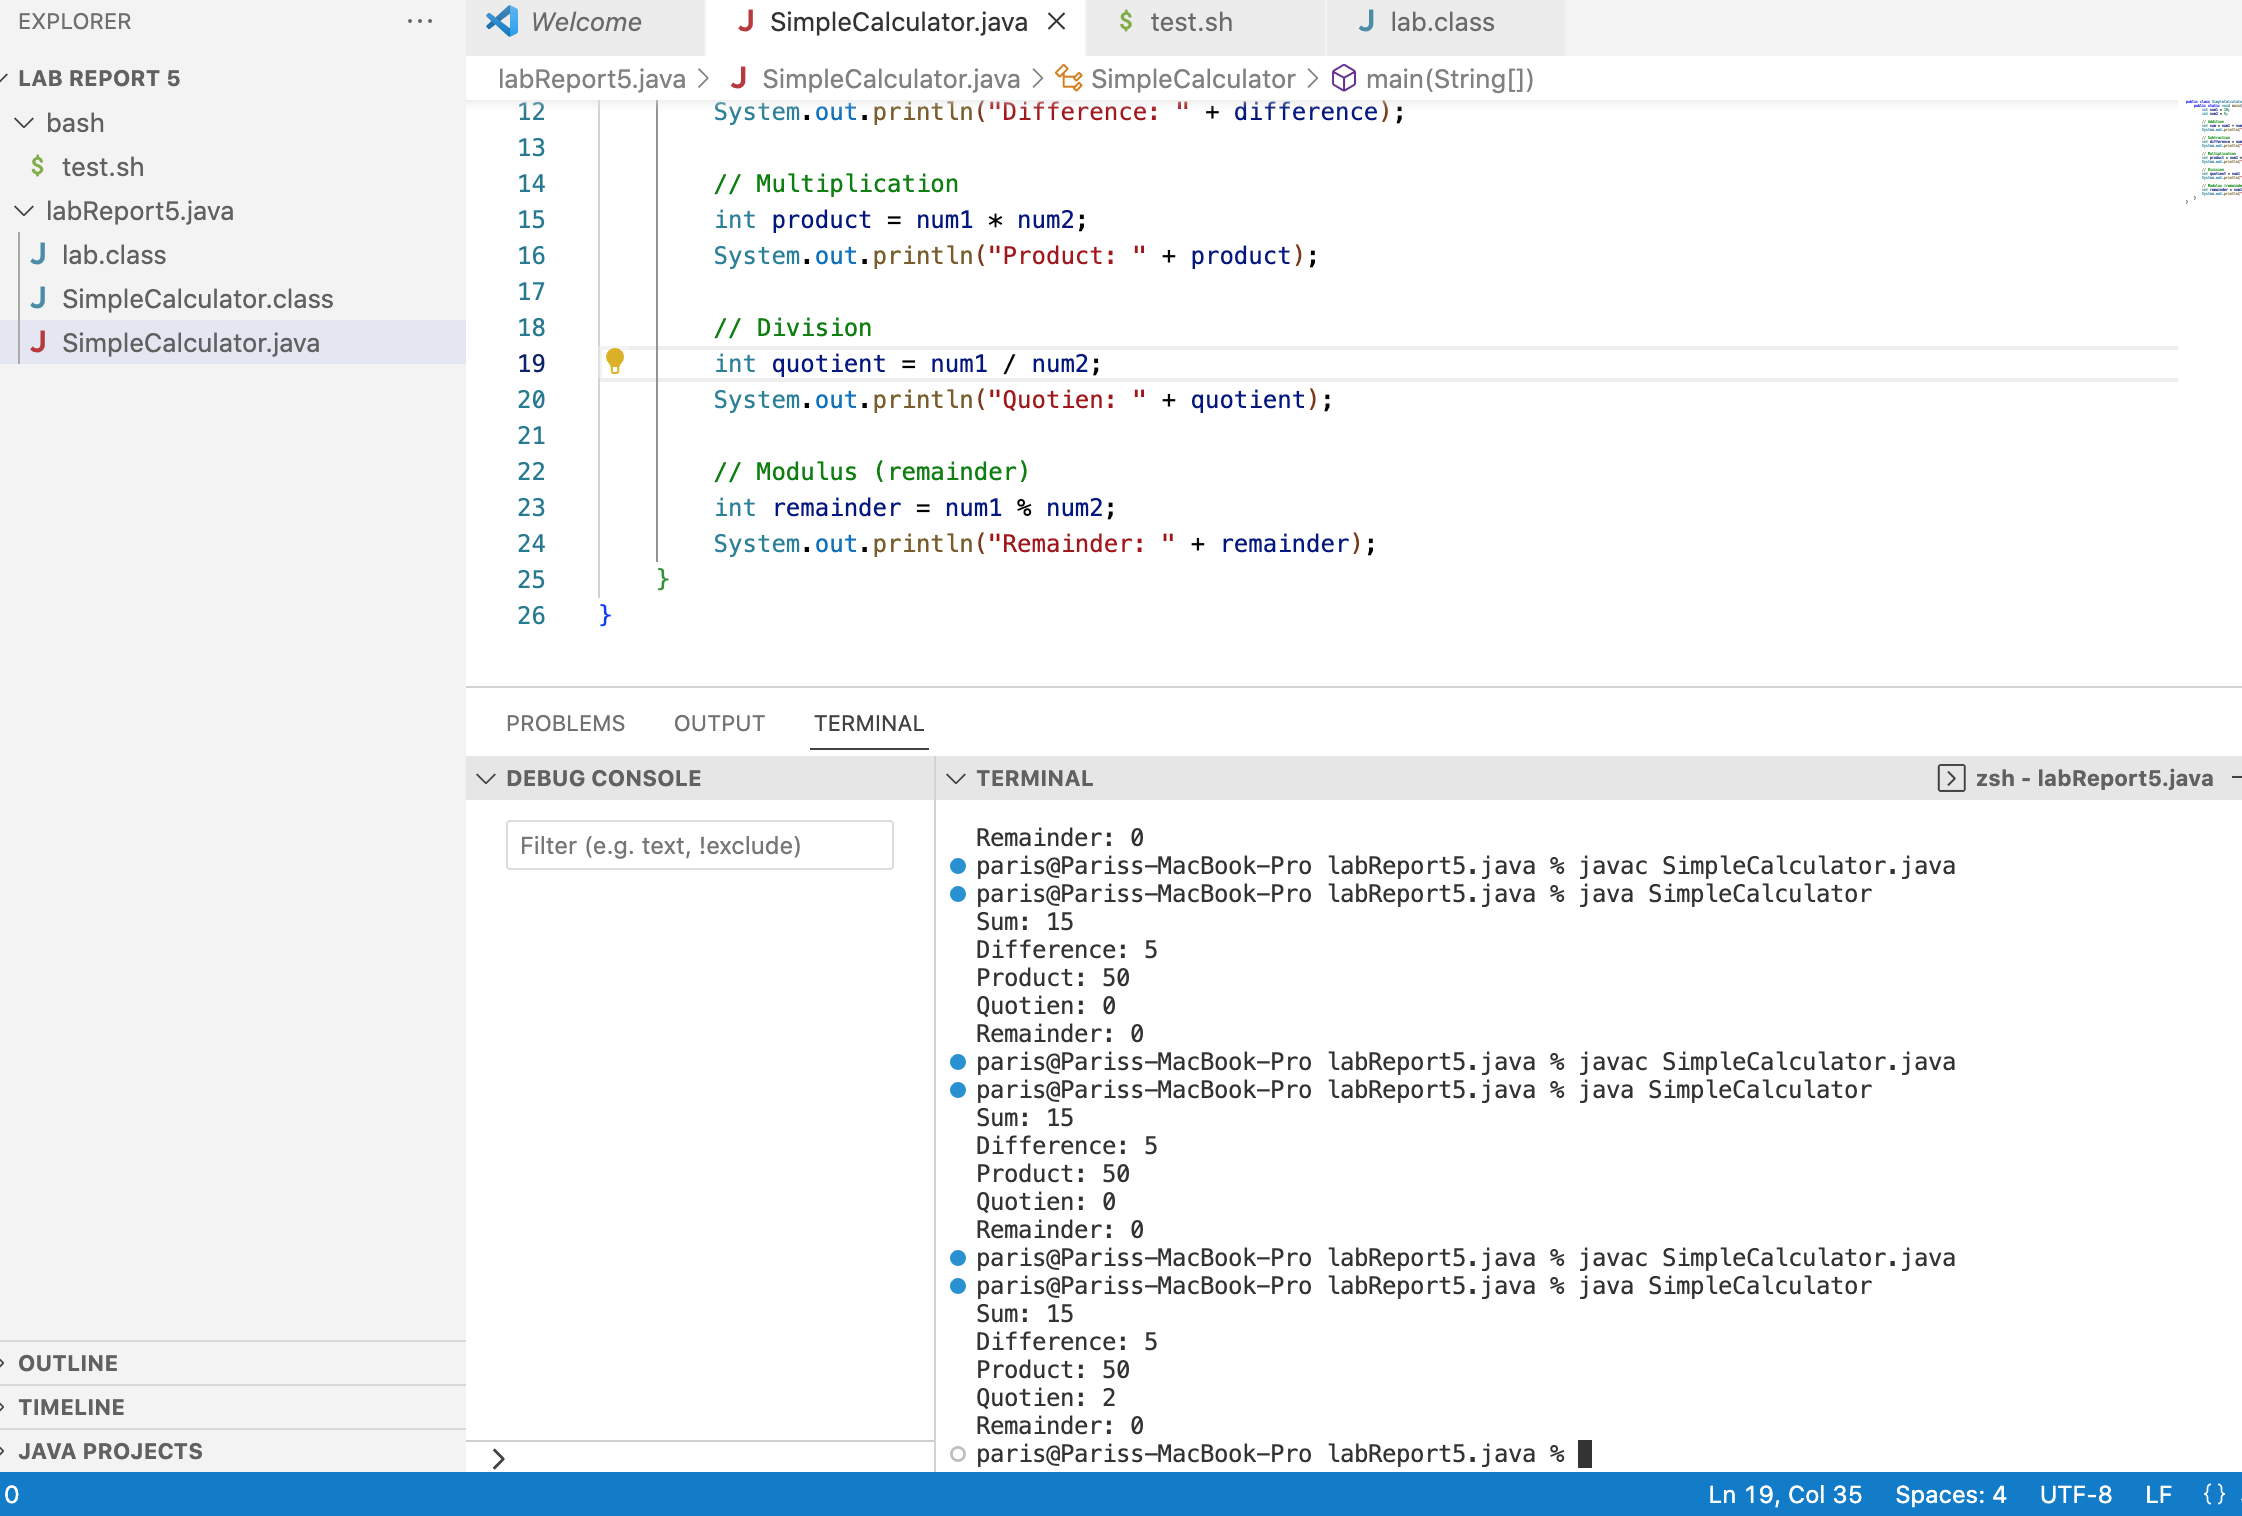 EXPLORER
LAB REPORT 5
bash
$ test.sh
labReport5.java
J lab.class
J SimpleCalculator.class
J SimpleCalculator.java
OUTLINE
TIMELINE
JAVA PROJECTS
Welcome J SimpleCalculator.java $ test.sh J lab.class
labReport5.java > J SimpleCalculator.java > SimpleCalculator > main(String[])
12 System.out.println("Difference: " + difference);
13
14 // Multiplication
15 int product = num1 * num2;
16 System.out.println("Product: " + product);
17
18 // Division
19 int quotient = num1 / num2;
20 System.out.println("Quotien: " + quotient);
21
22 // Modulus (remainder)
23 int remainder = num1 % num2;
24 System.out.println("Remainder: " + remainder);
25 }
26 }
PROBLEMS OUTPUT TERMINAL
DEBUG CONSOLE
Filter (e.g. text, !exclude)
TERMINAL zsh - labReport5.java
Remainder: 0
paris@Pariss-MacBook-Pro labReport5.java % javac SimpleCalculator.java
paris@Pariss-MacBook-Pro labReport5.java % java SimpleCalculator
Sum: 15
Difference: 5
Product: 50
Quotien: 0
Remainder: 0
paris@Pariss-MacBook-Pro labReport5.java % javac SimpleCalculator.java
paris@Pariss-MacBook-Pro labReport5.java % java SimpleCalculator
Sum: 15
Difference: 5
Product: 50
Quotien: 0
Remainder: 0
paris@Pariss-MacBook-Pro labReport5.java % javac SimpleCalculator.java
paris@Pariss-MacBook-Pro labReport5.java % java SimpleCalculator
Sum: 15
Difference: 5
Product: 50
Quotien: 2
Remainder: 0
paris@Pariss-MacBook-Pro labReport5.java %
0 Ln 19, Col 35 Spaces: 4 UTF-8 LF {}